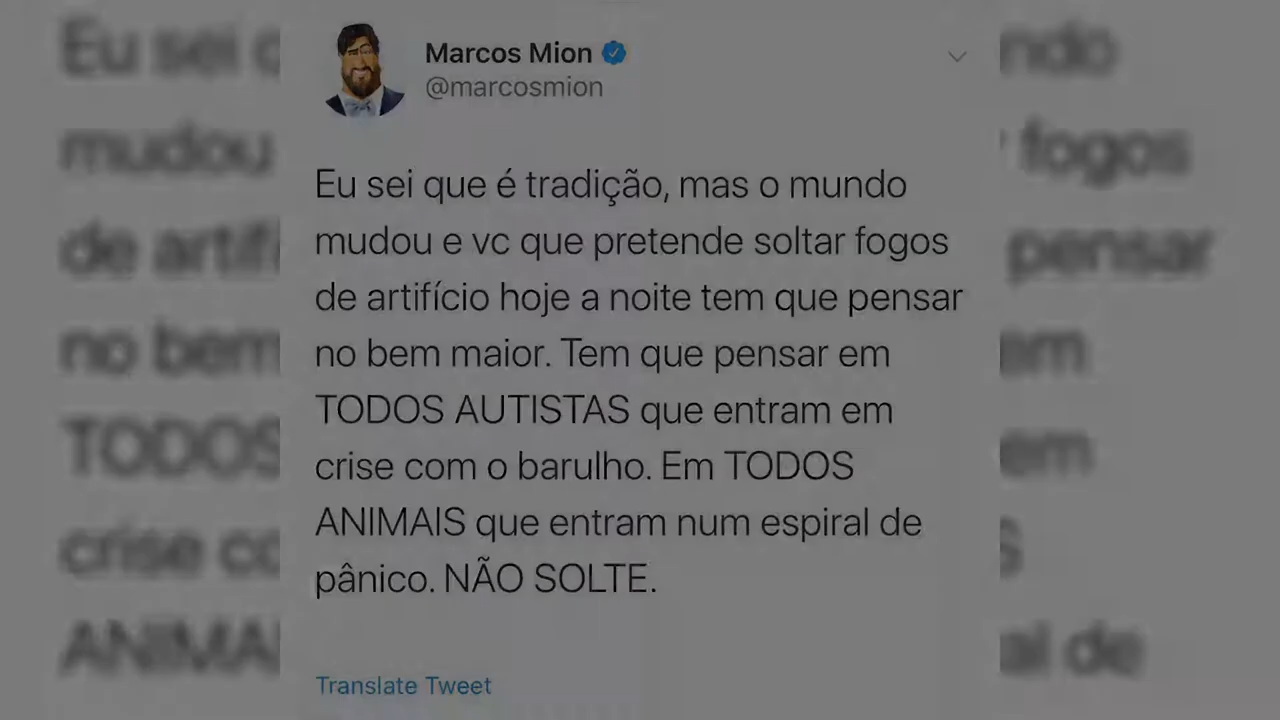 Marcos Mion
@marcosmion
Eu sei que é tradição, mas o mundo
mudou e vc que pretende soltar fogos
de artifício hoje a noite tem que pensar
no bem maior. Tem que pensar em
TODOS AUTISTAS que entram em
crise com o barulho. Em TODOS
ANIMAIS que entram num espiral de
pânico. NÃO SOLTE.
Translate Tweet